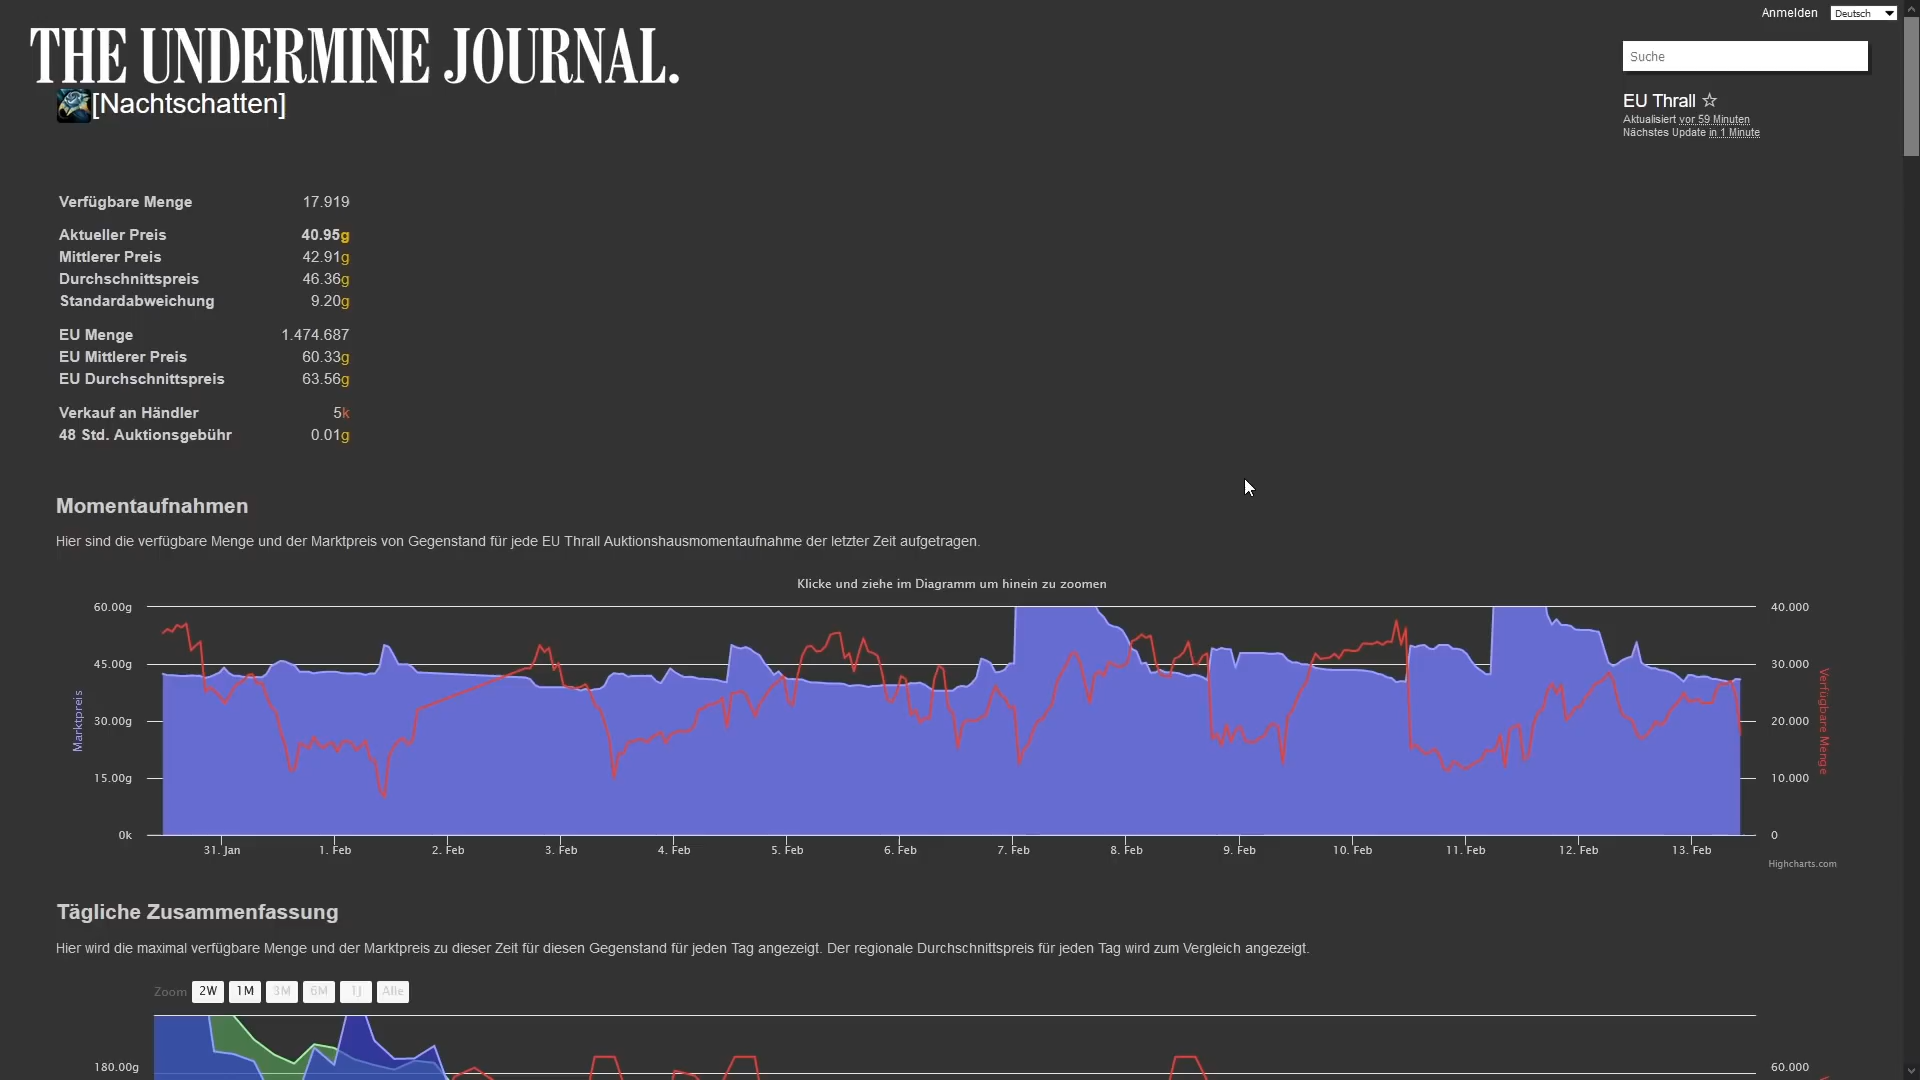 Anmelden
Deutsch
THE UNDERMINE JOURNAL.
[Nachtschatten]
Suche
EU Thrall ☆
Aktualisiert vor 59 Minuten
Nächstes Update in 1 Minute
Verfügbare Menge 17.919
Aktueller Preis 40.95g
Mittlerer Preis 42.91g
Durchschnittspreis 46.36g
Standardabweichung 9.20g
EU Menge 1.474.687
EU Mittlerer Preis 60.33g
EU Durchschnittspreis 63.56g
Verkauf an Händler 5k
48 Std. Auktionsgebühr 0.01g
Momentaufnahmen
Hier sind die verfügbare Menge und der Marktpreis von Gegenstand für jede EU Thrall Auktionshausmomentaufnahme der letzter Zeit aufgetragen.
Klicke und ziehe im Diagramm um hinein zu zoomen
60.00g
45.00g
30.00g
15.00g
0k
Marktpreis
40.000
30.000
20.000
10.000
0
Verfügbare Menge
31. Jan 1. Feb 2. Feb 3. Feb 4. Feb 5. Feb 6. Feb 7. Feb 8. Feb 9. Feb 10. Feb 11. Feb 12. Feb 13. Feb
Highcharts.com
Tägliche Zusammenfassung
Hier wird die maximal verfügbare Menge und der Marktpreis zu dieser Zeit für diesen Gegenstand für jeden Tag angezeigt. Der regionale Durchschnittspreis für jeden Tag wird zum Vergleich angezeigt.
Zoom 2W 1M 3M 6M 1J Alle
180.00g
60.000